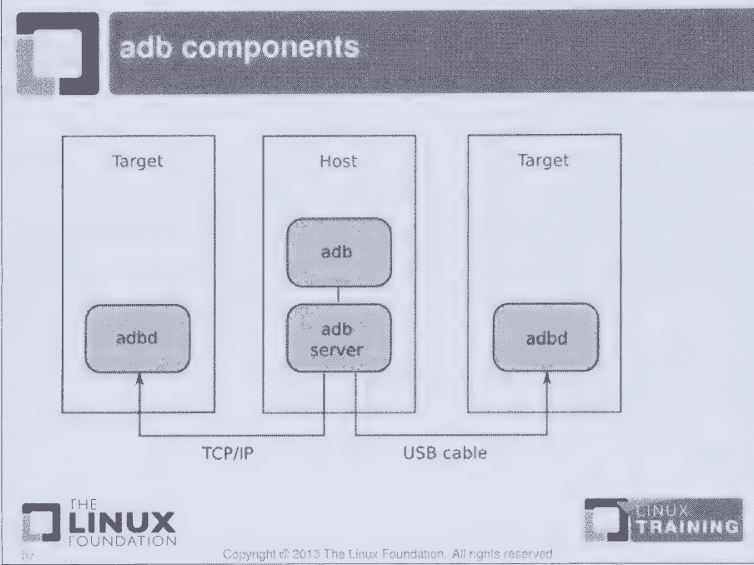 adb components
Target
Host
Target
adb
adbd
adb
server
adbd
TCP/IP
USB cable
THE
LINUX
FOUNDATION
LINUX
TRAINING
57
Copyright © 2013 The Linux Foundation. All rights reserved